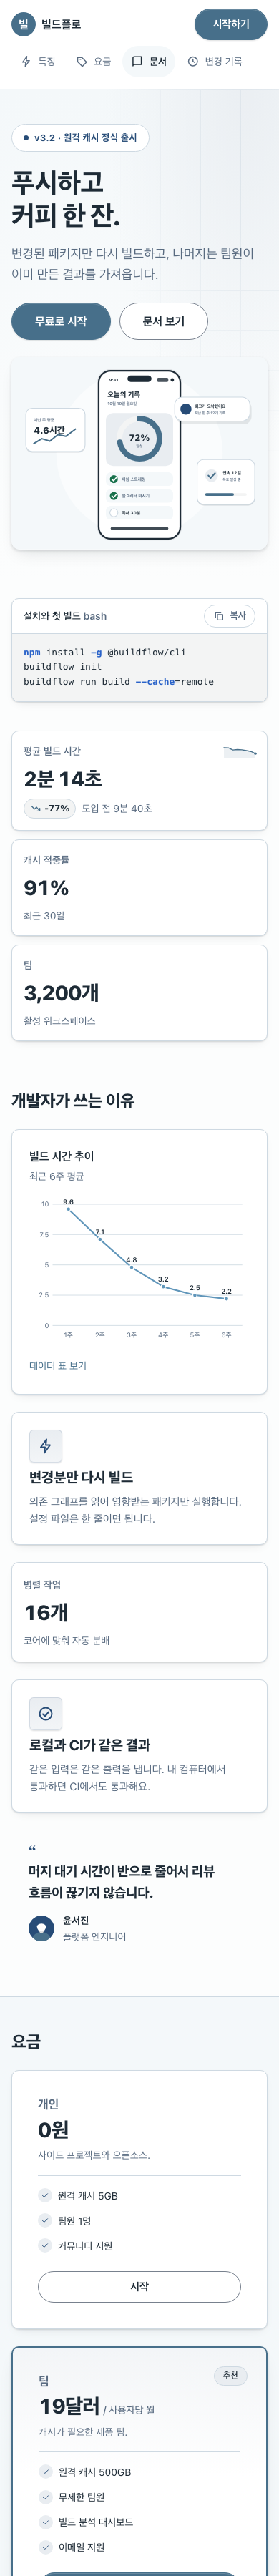 빌 빌드플로
시작하기
특징
요금
문서
변경 기록
v3.2 · 원격 캐시 정식 출시
푸시하고
커피 한 잔.
변경된 패키지만 다시 빌드하고, 나머지는 팀원이
이미 만든 결과를 가져옵니다.
무료로 시작
문서 보기
9:41
오늘의 기록
4.6시간
72%
연속 12일
독서 30분
설치와 첫 빌드 bash
복사
npm install -g @buildflow/cli
buildflow init
buildflow run build --cache=remote
평균 빌드 시간
2분 14초
-77% 도입 전 9분 40초
캐시 적중률
91%
최근 30일
팀
3,200개
활성 워크스페이스
개발자가 쓰는 이유
빌드 시간 추이
최근 6주 평균
10
7.5
5
2.5
0
9.6
7.1
4.8
3.2
2.5
2.2
1주
2주
3주
4주
5주
6주
데이터 표 보기
변경분만 다시 빌드
의존 그래프를 읽어 영향받는 패키지만 실행합니다.
설정 파일은 한 줄이면 됩니다.
병렬 작업
16개
코어에 맞춰 자동 분배
로컬과 CI가 같은 결과
같은 입력은 같은 출력을 냅니다. 내 컴퓨터에서
통과하면 CI에서도 통과해요.
“
머지 대기 시간이 반으로 줄어서 리뷰
흐름이 끊기지 않습니다.
윤서진
플랫폼 엔지니어
요금
개인
0원
사이드 프로젝트와 오픈소스.
원격 캐시 5GB
팀원 1명
커뮤니티 지원
시작
추천
팀
19달러 / 사용자당 월
캐시가 필요한 제품 팀.
원격 캐시 500GB
무제한 팀원
빌드 분석 대시보드
이메일 지원